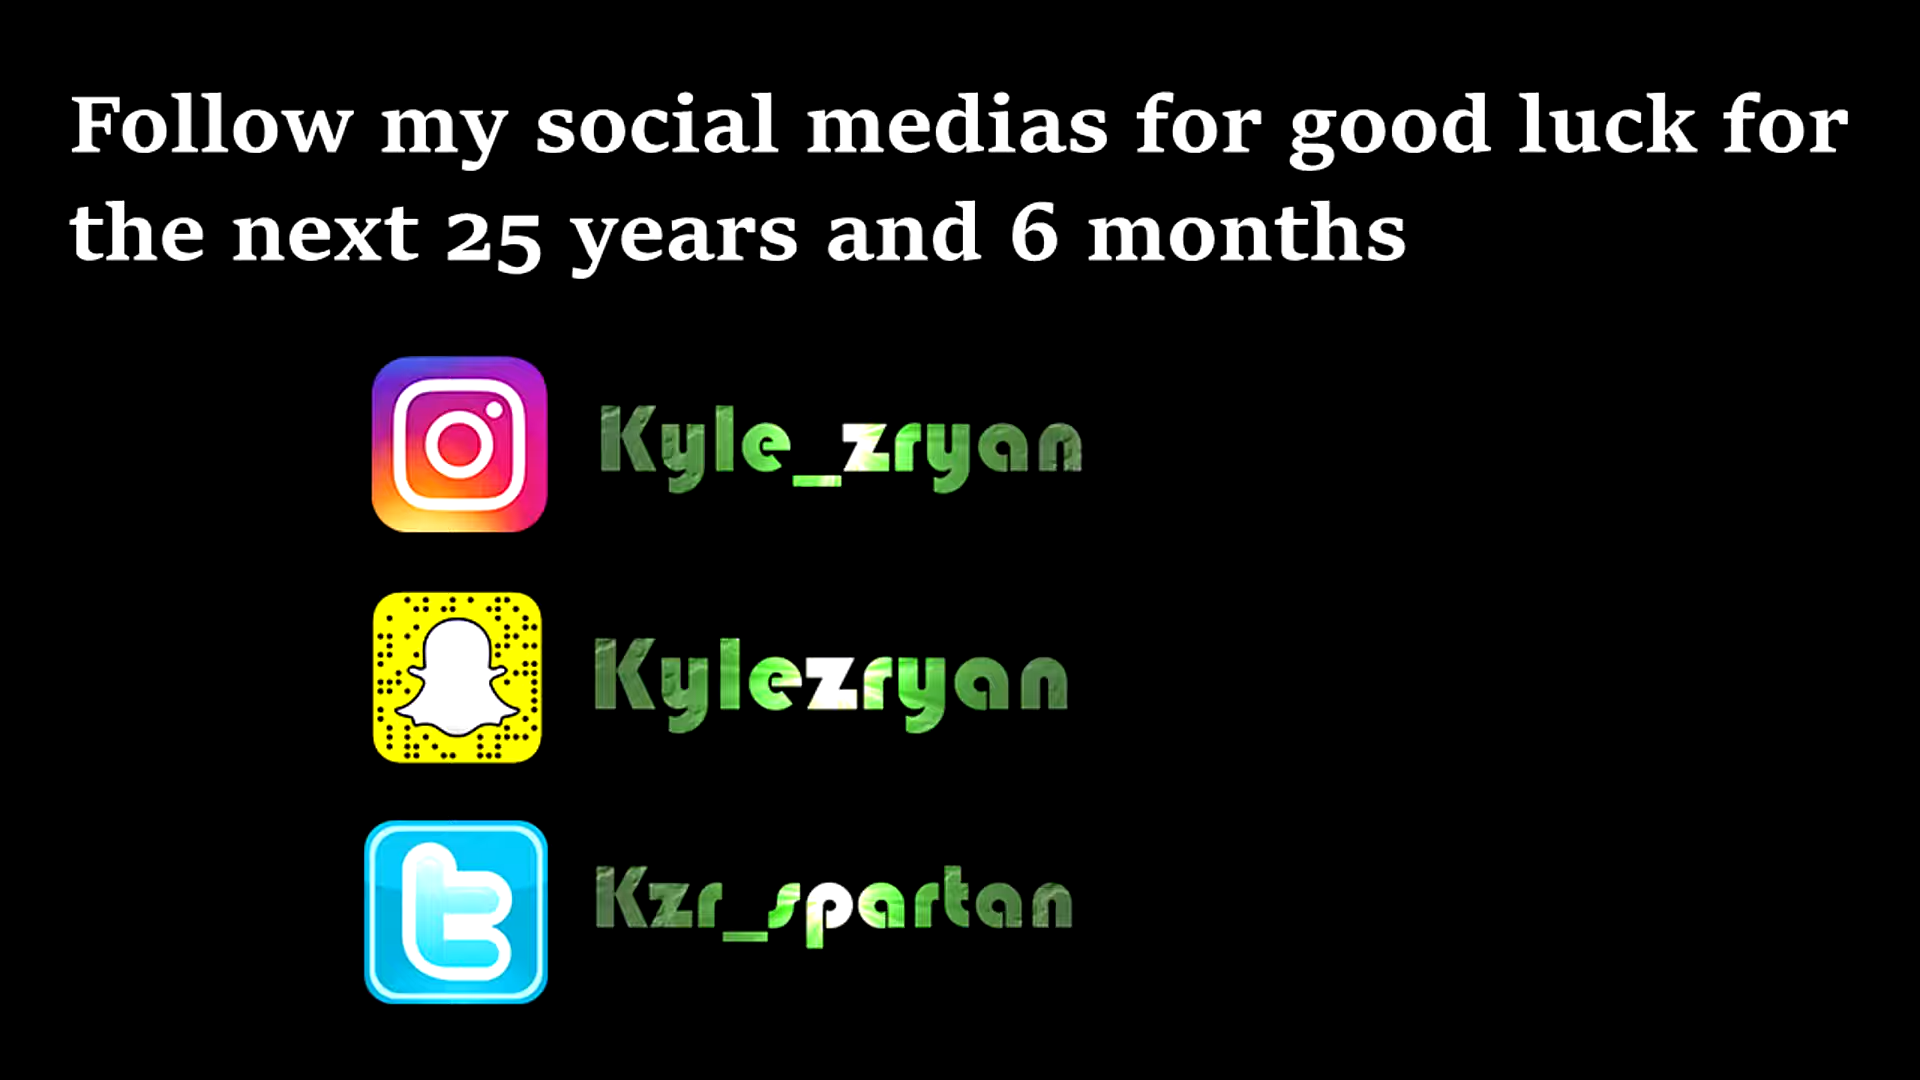 Follow my social medias for good luck for
the next 25 years and 6 months
Kyle_zryan
Kylezryan
Kzr_spartan